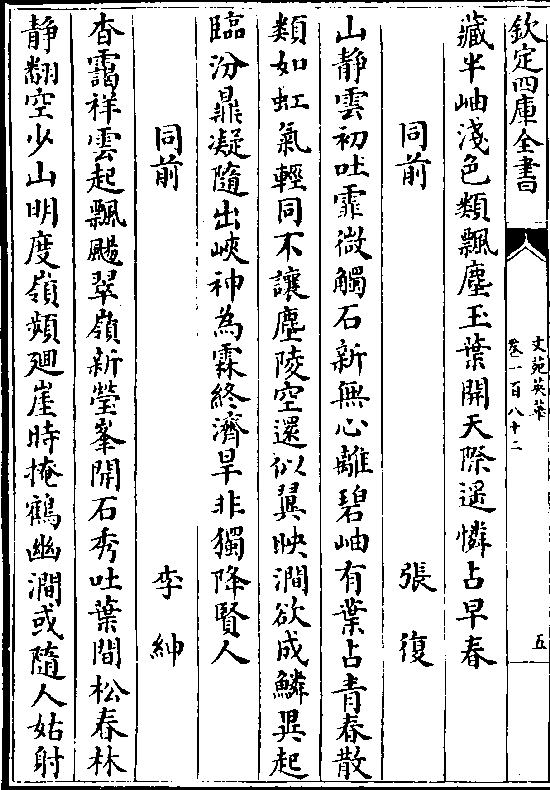 欽定四庫全書
文苑英華
卷一百八十二
五
藏半岫淺色類飄塵玉葉開天際遥憐占早春
同前 張復
山静雲初吐霏微觸石新無心離碧岫有葉占青春散
類如虹氣輕同不讓塵陵空還似翼映澗欲成鱗異起
臨汾鼎凝隨出峽神為霖終濟旱非獨降賢人
同前 李紳
杳靄祥雲起飄颺翠嶺新瑩峯開石秀吐葉間松春林
静翻空少山明度嶺頻廻崖時掩鶴幽澗或隨人姑射